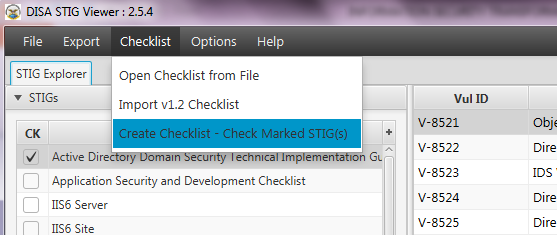 DISA STIG Viewer : 2.5.4
File Export Checklist Options Help
Open Checklist from File
Import v1.2 Checklist
Create Checklist - Check Marked STIG(s)
STIG Explorer
STIGs
CK
Active Directory Domain Security Technical Implementation Gu
Application Security and Development Checklist
IIS6 Server
IIS6 Site
+
Vul ID
V-8521 Obje
V-8522 Dire
V-8523 IDS
V-8524 Dire
V-8525 Dire